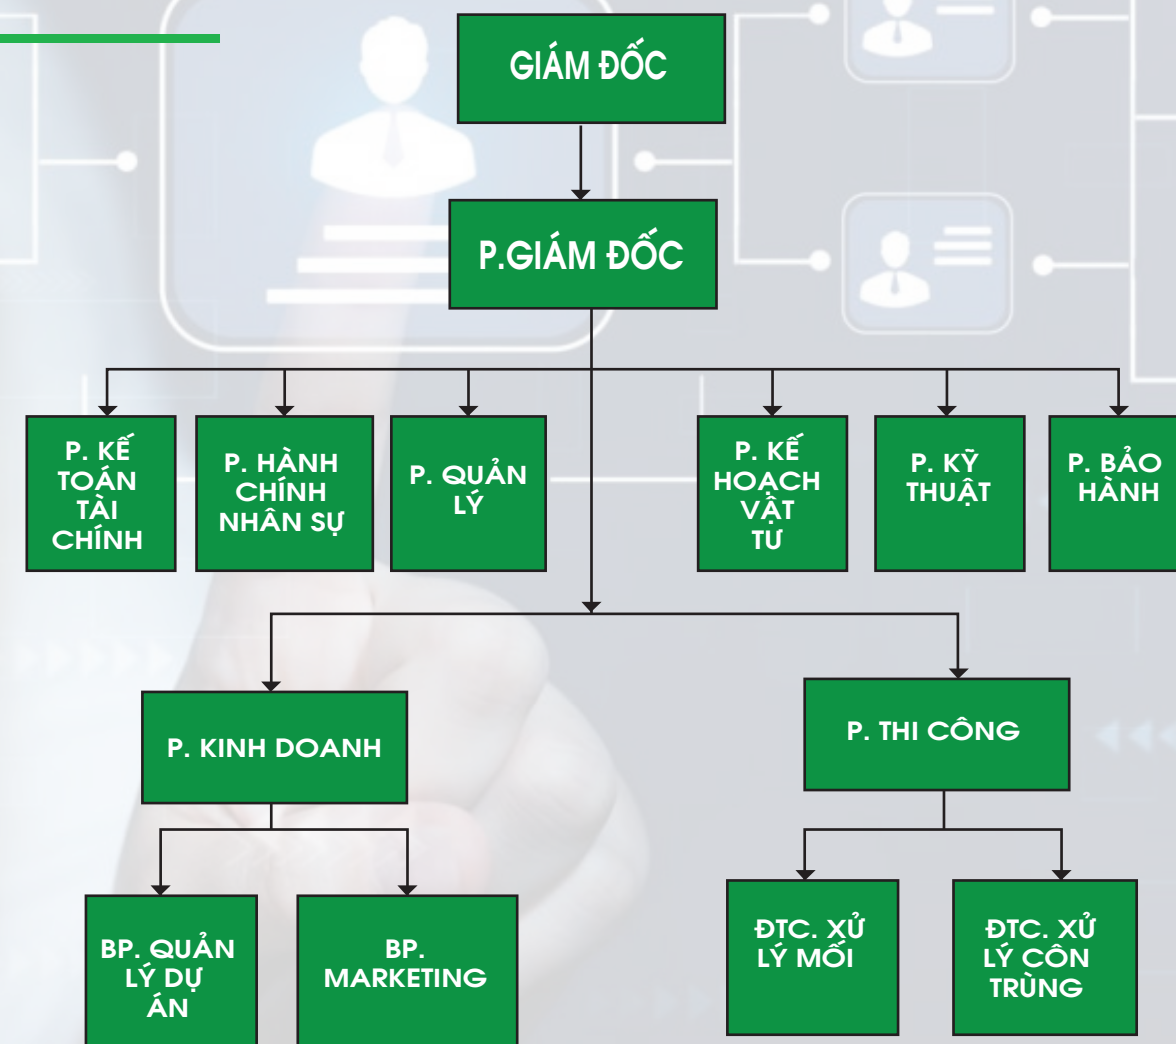 GIÁM ĐỐC
P.GIÁM ĐỐC
P. KẾ
TOÁN
TÀI
CHÍNH
P. HÀNH
CHÍNH
NHÂN SỰ
P. QUẢN
LÝ
P. KẾ
HOẠCH
VẬT
TƯ
P. KỸ
THUẬT
P. BẢO
HÀNH
P. KINH DOANH
P. THI CÔNG
BP. QUẢN
LÝ DỰ
ÁN
BP.
MARKETING
ĐTC. XỬ
LÝ MỐI
ĐTC. XỬ
LÝ CÔN
TRÙNG